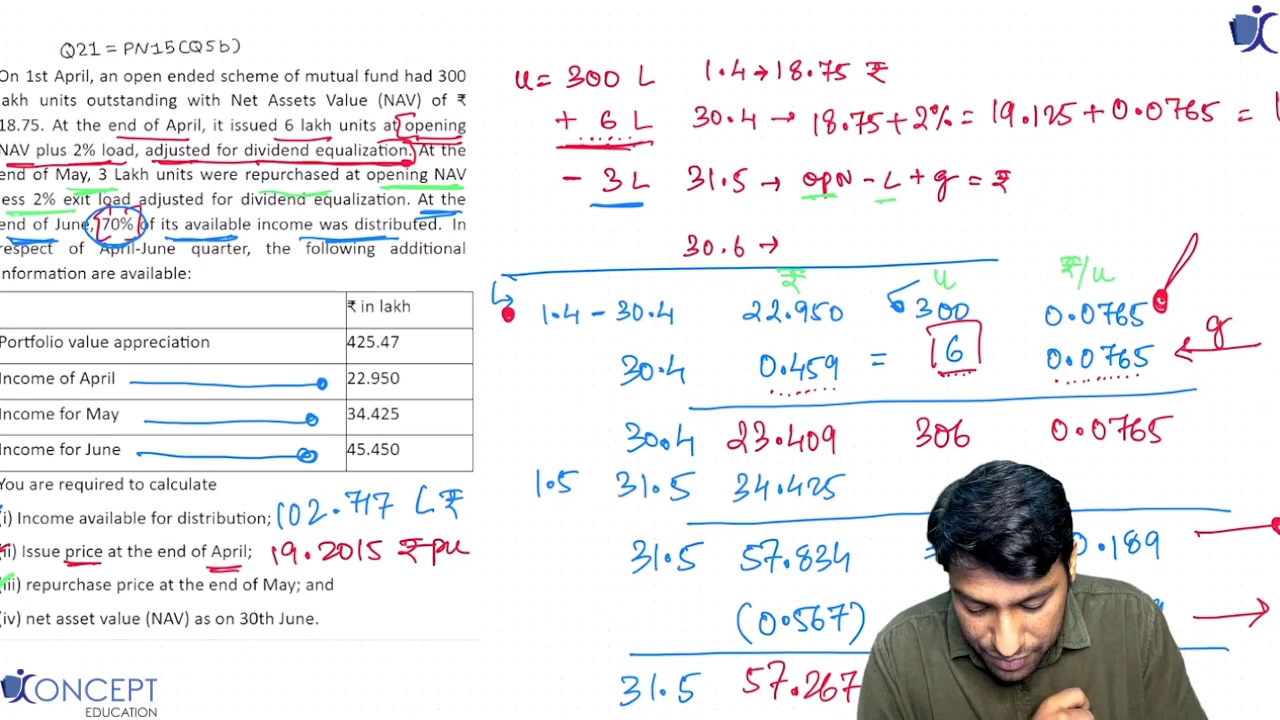 Q21 = PN15(Q5b)
On 1st April, an open ended scheme of mutual fund had 300
lakh units outstanding with Net Assets Value (NAV) of ₹
18.75. At the end of April, it issued 6 lakh units at opening
NAV plus 2% load, adjusted for dividend equalization. At the
end of May, 3 Lakh units were repurchased at opening NAV
less 2% exit load adjusted for dividend equalization. At the
end of June, 70% of its available income was distributed. In
respect of April-June quarter, the following additional
information are available:
₹ in lakh
Portfolio value appreciation 425.47
Income of April 22.950
Income for May 34.425
Income for June 45.450
You are required to calculate
(i) Income available for distribution; 102.717 L ₹
(ii) Issue price at the end of April; 19.2015 ₹ pu
(iii) repurchase price at the end of May; and
(iv) net asset value (NAV) as on 30th June.
CONCEPT
EDUCATION
u = 300 L 1.4 → 18.75 ₹
+ 6 L 30.4 → 18.75 + 2% = 19.125 + 0.0765 =
- 3 L 31.5 → opN - L + g = ₹
30.6 →
₹ u ₹/u
1.4 - 30.4 22.950 300 0.0765
30.4 0.459 = 6 0.0765 g
30.4 23.409 306 0.0765
1.5 31.5 34.425
31.5 57.834 0.189
(0.567)
31.5 57.267